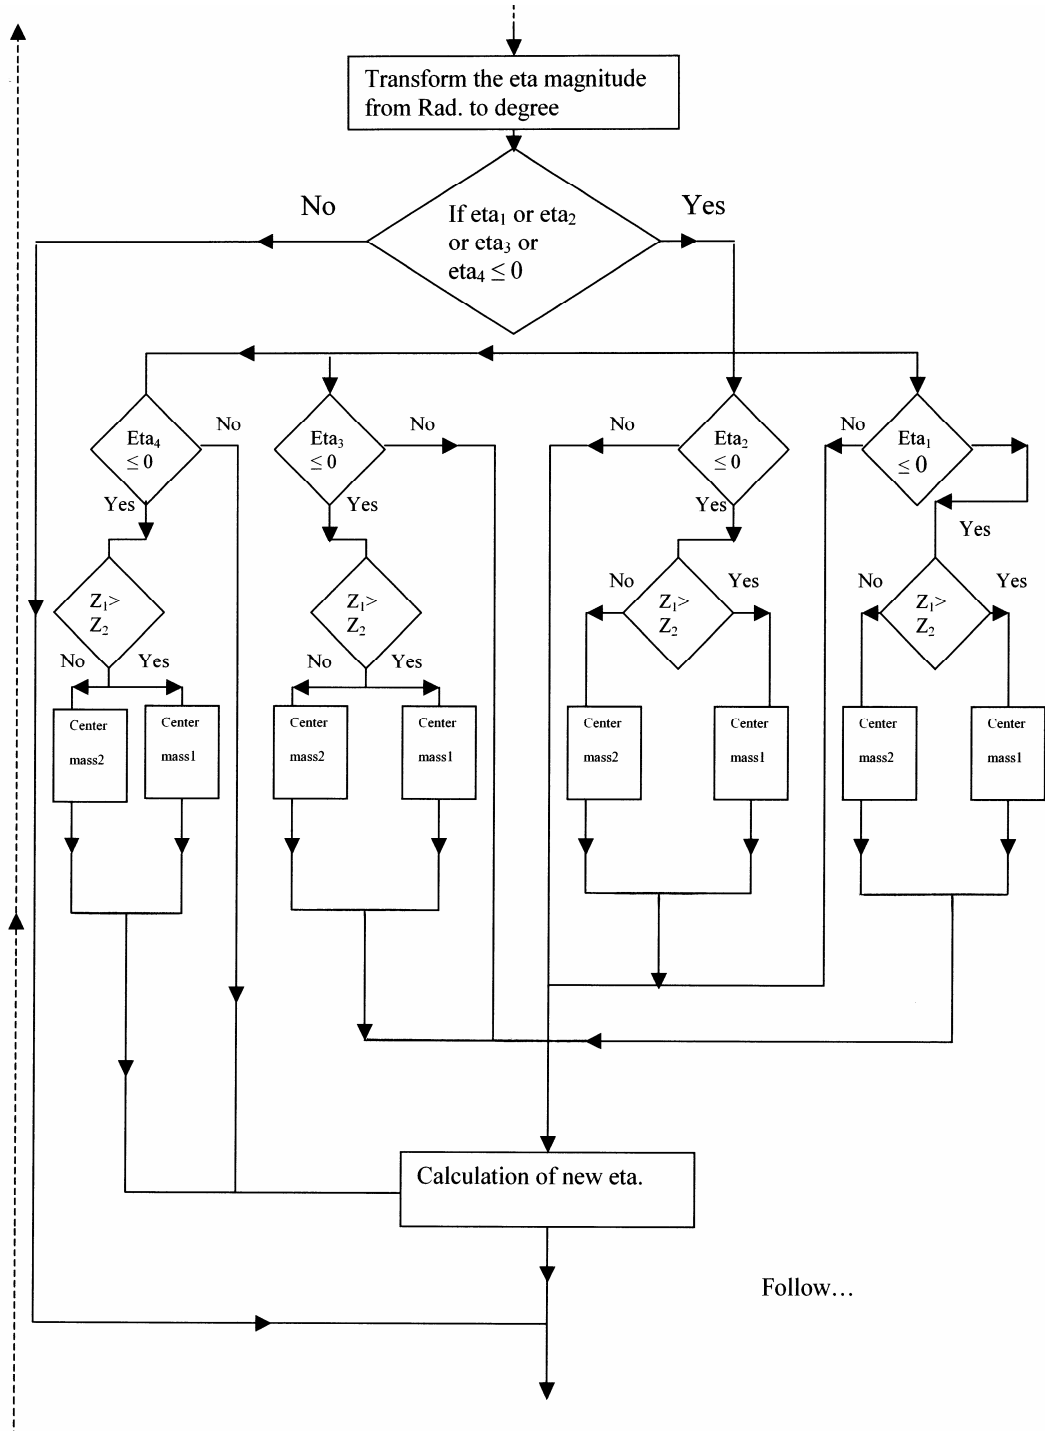 Transform the eta magnitude
from Rad. to degree
No
Yes
If eta₁ or eta₂
or eta₃ or
eta₄ ≤ 0
No
No
No
No
Eta₄
≤ 0
Eta₃
≤ 0
Eta₂
≤ 0
Eta₁
≤ 0
Yes
Yes
Yes
Yes
No
Yes
No
Yes
Z₁>
Z₂
Z₁>
Z₂
Z₁>
Z₂
Z₁>
Z₂
No
Yes
No
Yes
Center
mass2
Center
mass1
Center
mass2
Center
mass1
Center
mass2
Center
mass1
Center
mass2
Center
mass1
Calculation of new eta.
Follow…